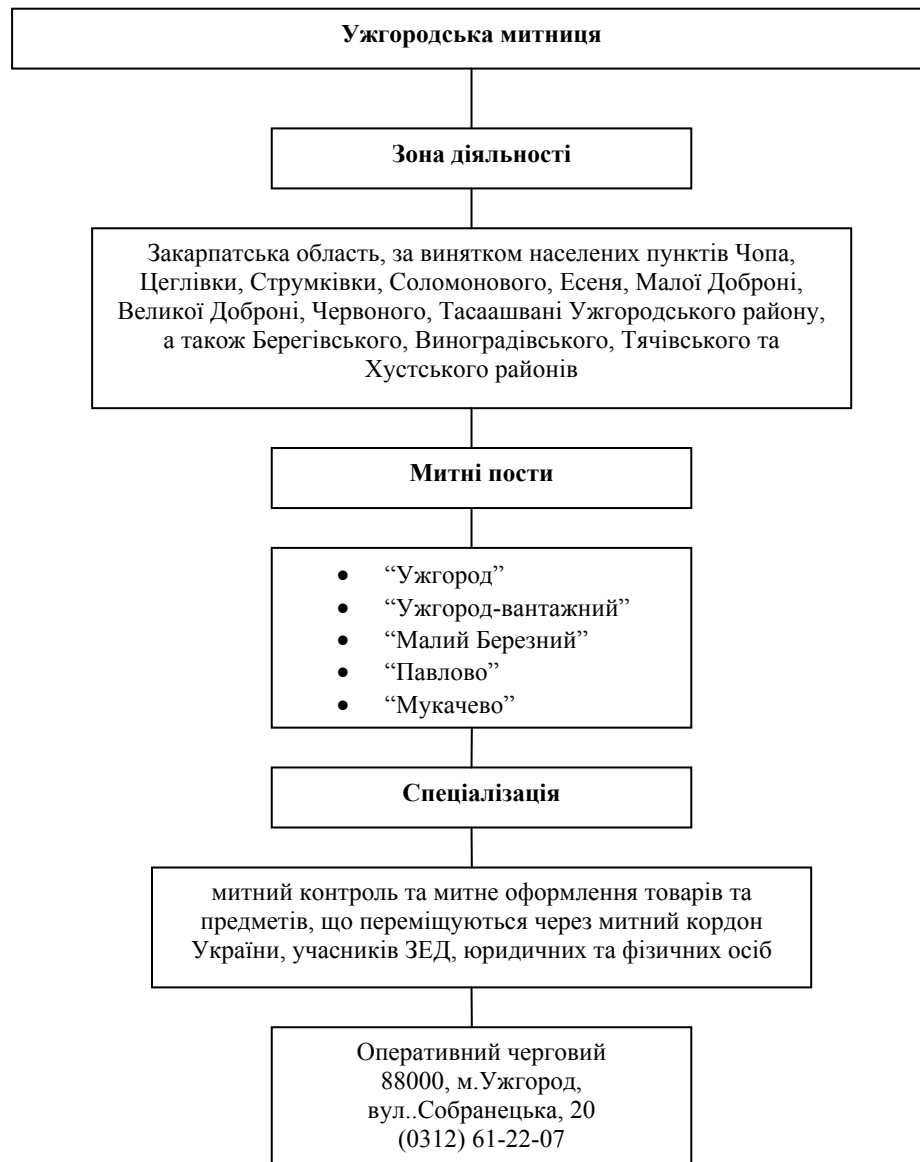 Ужгородська митниця
Зона діяльності
Закарпатська область, за винятком населених пунктів Чопа,
Цеглівки, Струмківки, Соломонового, Есеня, Малої Доброні,
Великої Доброні, Червоного, Тасаашвані Ужгородського району,
а також Берегівського, Виноградівського, Тячівського та
Хустського районів
Митні пости
• “Ужгород”
• “Ужгород-вантажний”
• “Малий Березний”
• “Павлово”
• “Мукачево”
Спеціалізація
митний контроль та митне оформлення товарів та
предметів, що переміщуються через митний кордон
України, учасників ЗЕД, юридичних та фізичних осіб
Оперативний черговий
88000, м.Ужгород,
вул..Собранецька, 20
(0312) 61-22-07